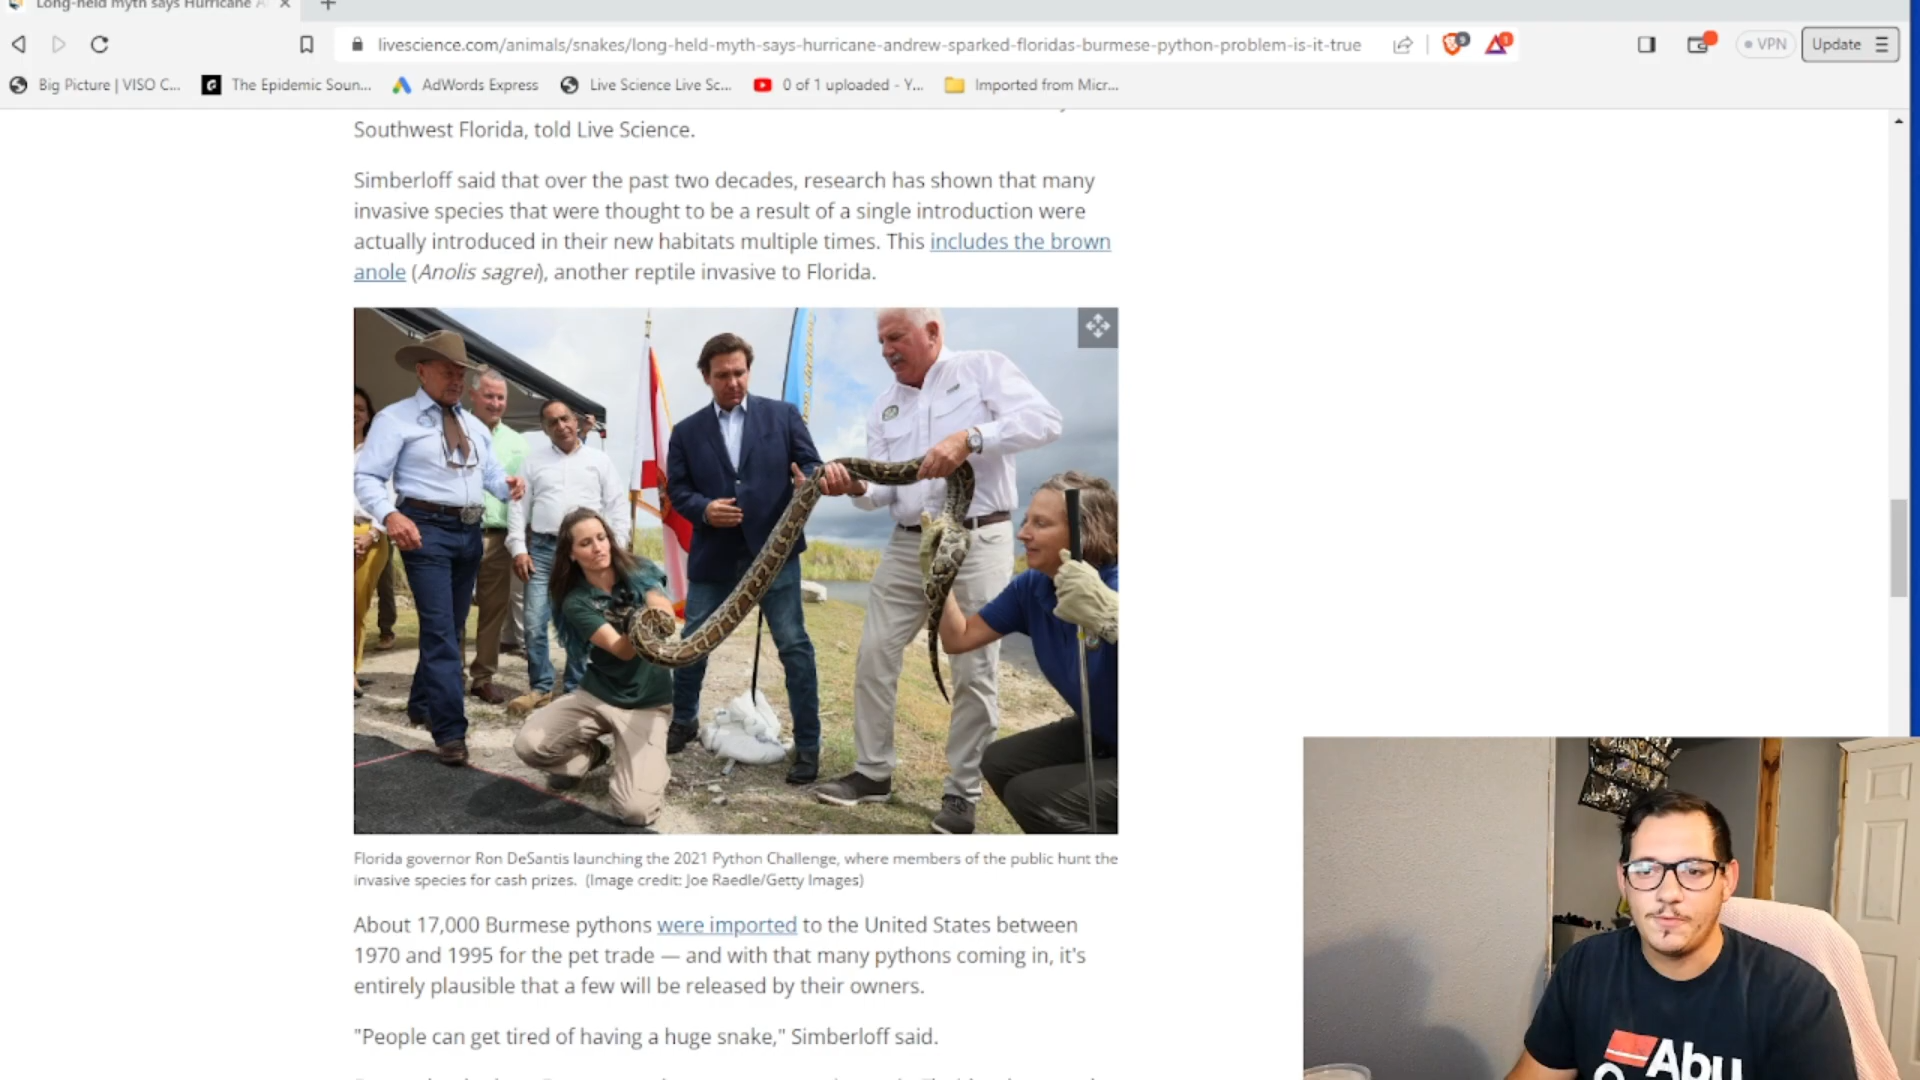 Long-held myth says Hurricane A
livescience.com/animals/snakes/long-held-myth-says-hurricane-andrew-sparked-floridas-burmese-python-problem-is-it-true
VPN
Update
Big Picture | VISO C...
The Epidemic Soun...
AdWords Express
Live Science Live Sc...
0 of 1 uploaded - Y...
Imported from Micr...
Southwest Florida, told Live Science.
Simberloff said that over the past two decades, research has shown that many
invasive species that were thought to be a result of a single introduction were
actually introduced in their new habitats multiple times. This includes the brown
anole (Anolis sagrei), another reptile invasive to Florida.
Florida governor Ron DeSantis launching the 2021 Python Challenge, where members of the public hunt the
invasive species for cash prizes. (Image credit: Joe Raedle/Getty Images)
About 17,000 Burmese pythons were imported to the United States between
1970 and 1995 for the pet trade — and with that many pythons coming in, it's
entirely plausible that a few will be released by their owners.
"People can get tired of having a huge snake," Simberloff said.
Abu